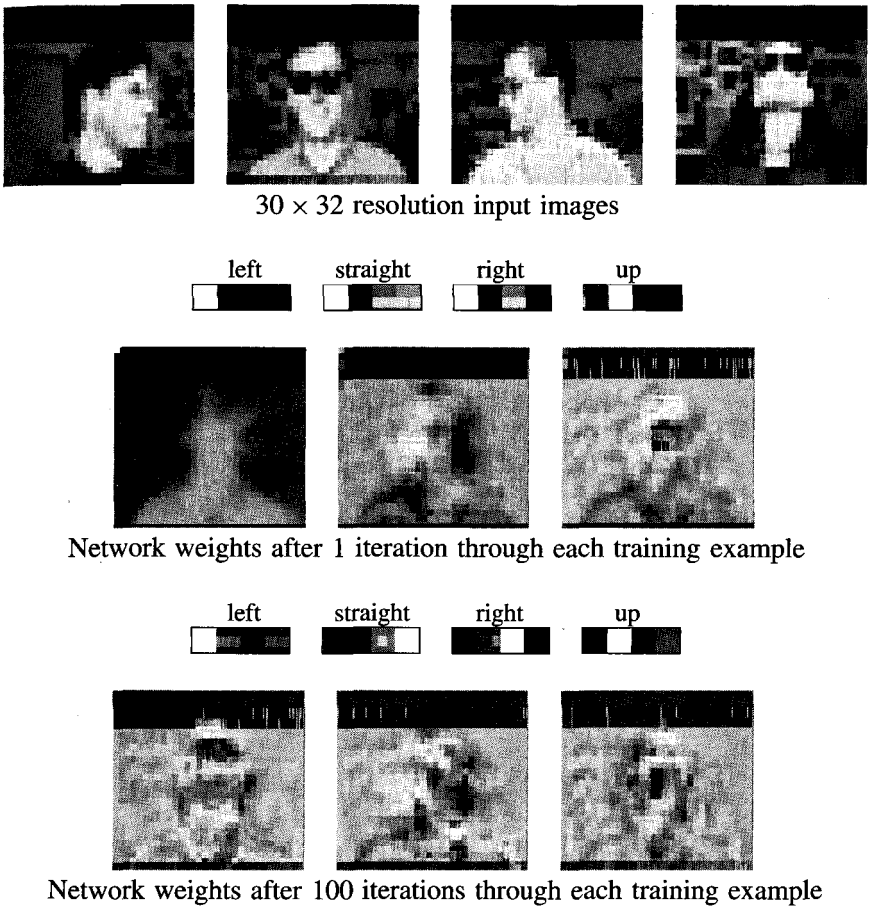 30 × 32 resolution input images
left straight right up
Network weights after 1 iteration through each training example
left straight right up
Network weights after 100 iterations through each training example